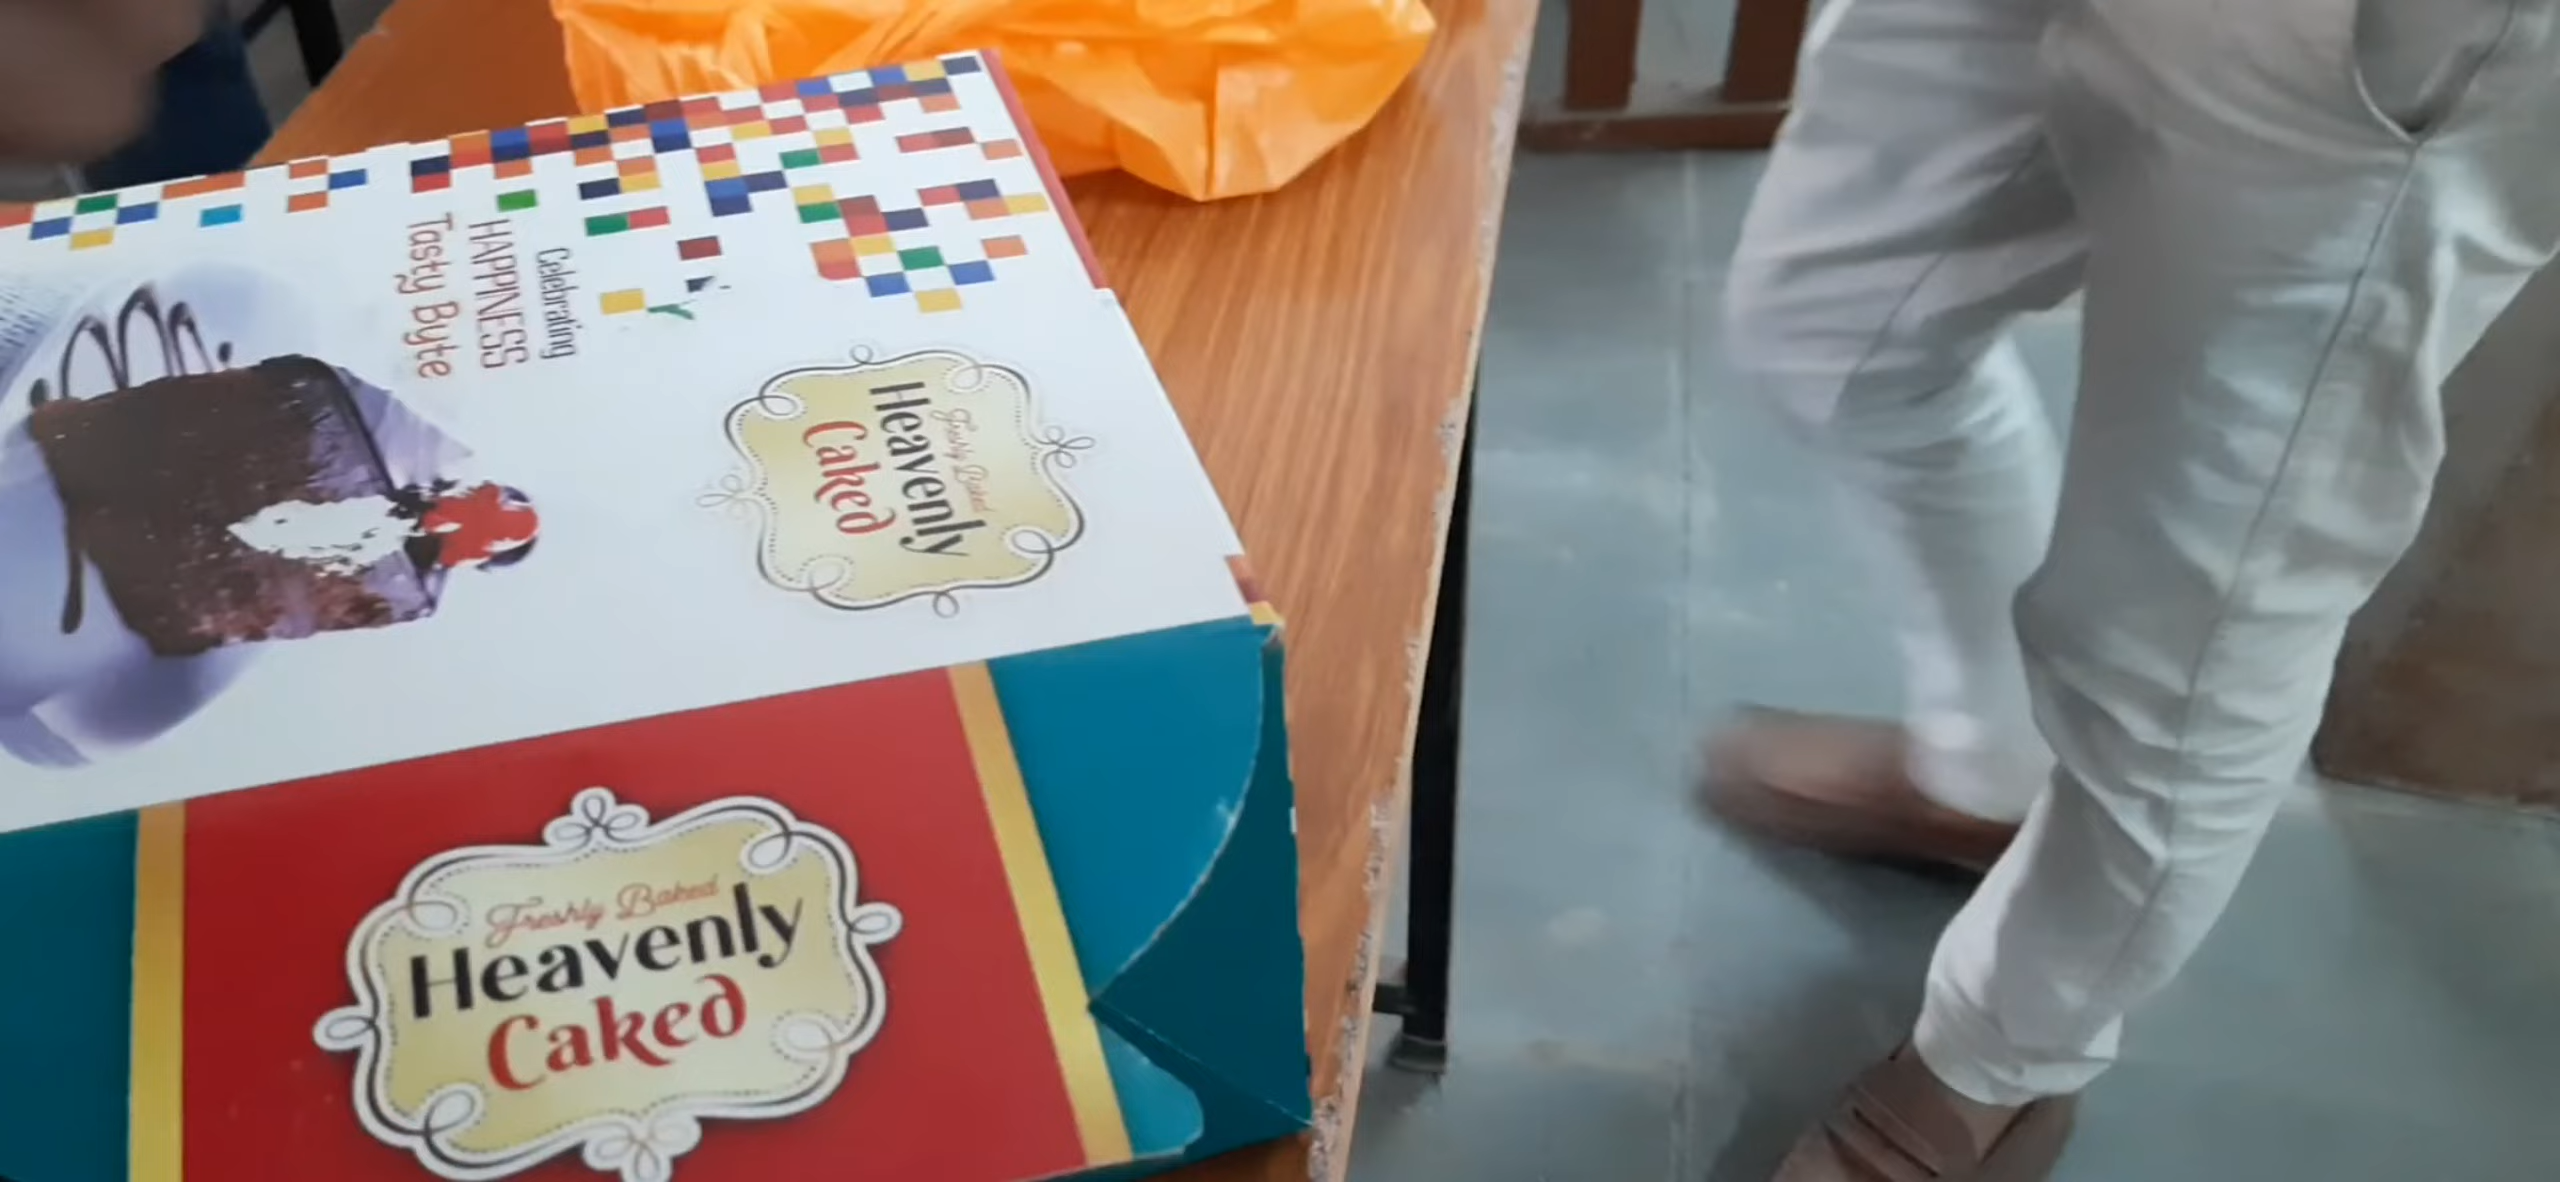 Celebrating
HAPPINESS
Tasty Byte
Freshly Baked
Heavenly
Caked
Freshly Baked
Heavenly
Caked